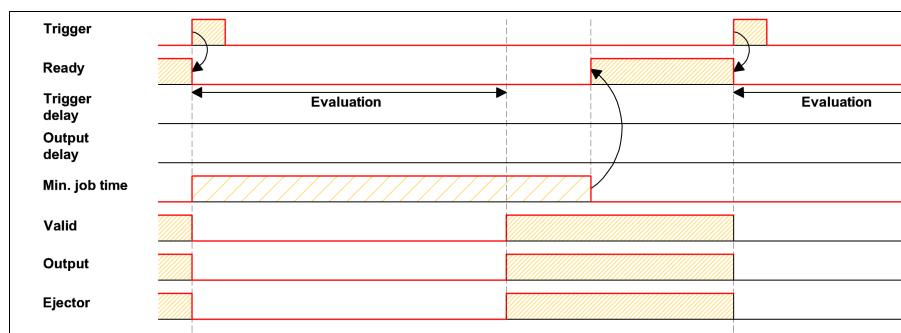 Trigger
Ready
Evaluation
Evaluation
Trigger
delay
Output
delay
Min. job time
Valid
Output
Ejector